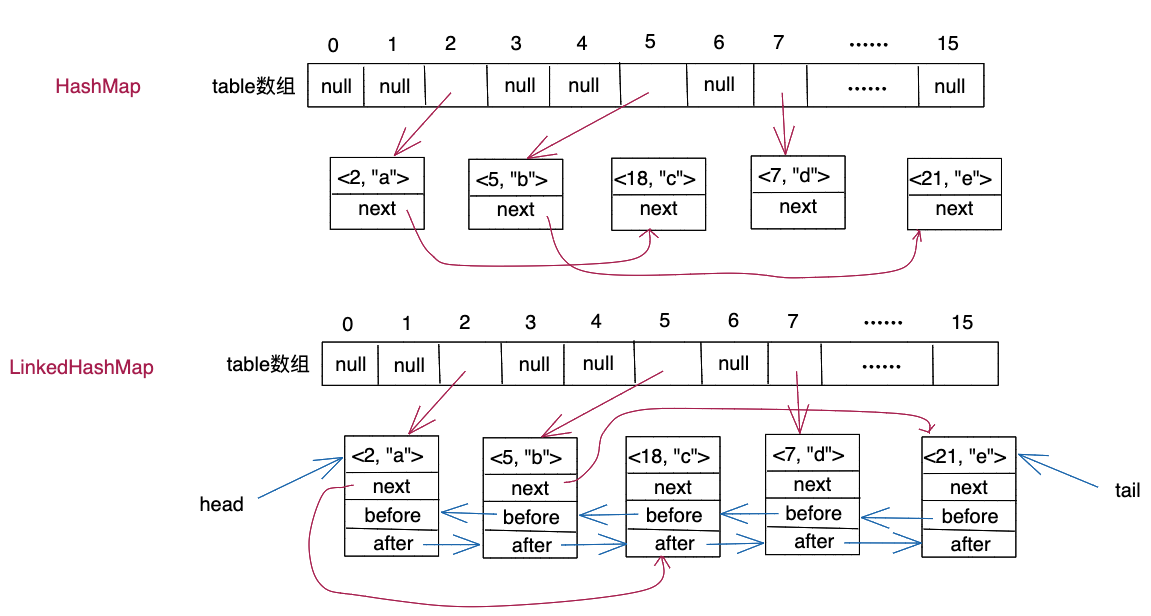 0 1 2 3 4 5 6 7 ...... 15
HashMap table数组 null null null null null ...... null
<2, "a"> <5, "b"> <18, "c"> <7, "d"> <21, "e">
next next next next next
0 1 2 3 4 5 6 7 ...... 15
LinkedHashMap table数组 null null null null null ......
<2, "a"> <5, "b"> <18, "c"> <7, "d"> <21, "e">
head next next next next next tail
before before before before before
after after after after after